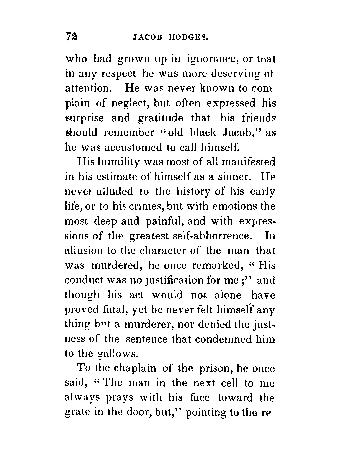 72 JACOB HODGES.
who had grown up in ignorance, or that
in any respect he was more deserving of
attention. He was never known to com
plain of neglect, but often expressed his
surprise and gratitude that his friends
should remember "old black Jacob," as
he was accustomed to call himself.
His humility was most of all manifested
in his estimate of himself as a sinner. He
never alluded to the history of his early
life, or to his crimes, but with emotions the
most deep and painful, and with expres-
sions of the greatest self-abhorrence. In
allusion to the character of the man that
was murdered, he once remarked, "His
conduct was no justification for me;" and
though his act would not alone have
proved fatal, yet he never felt himself any
thing but a murderer, nor denied the just-
ness of the sentence that condemned him
to the gallows.
To the chaplain of the prison, he once
said, "The man in the next cell to me
always prays with his face toward the
grate in the door, but," pointing to the re